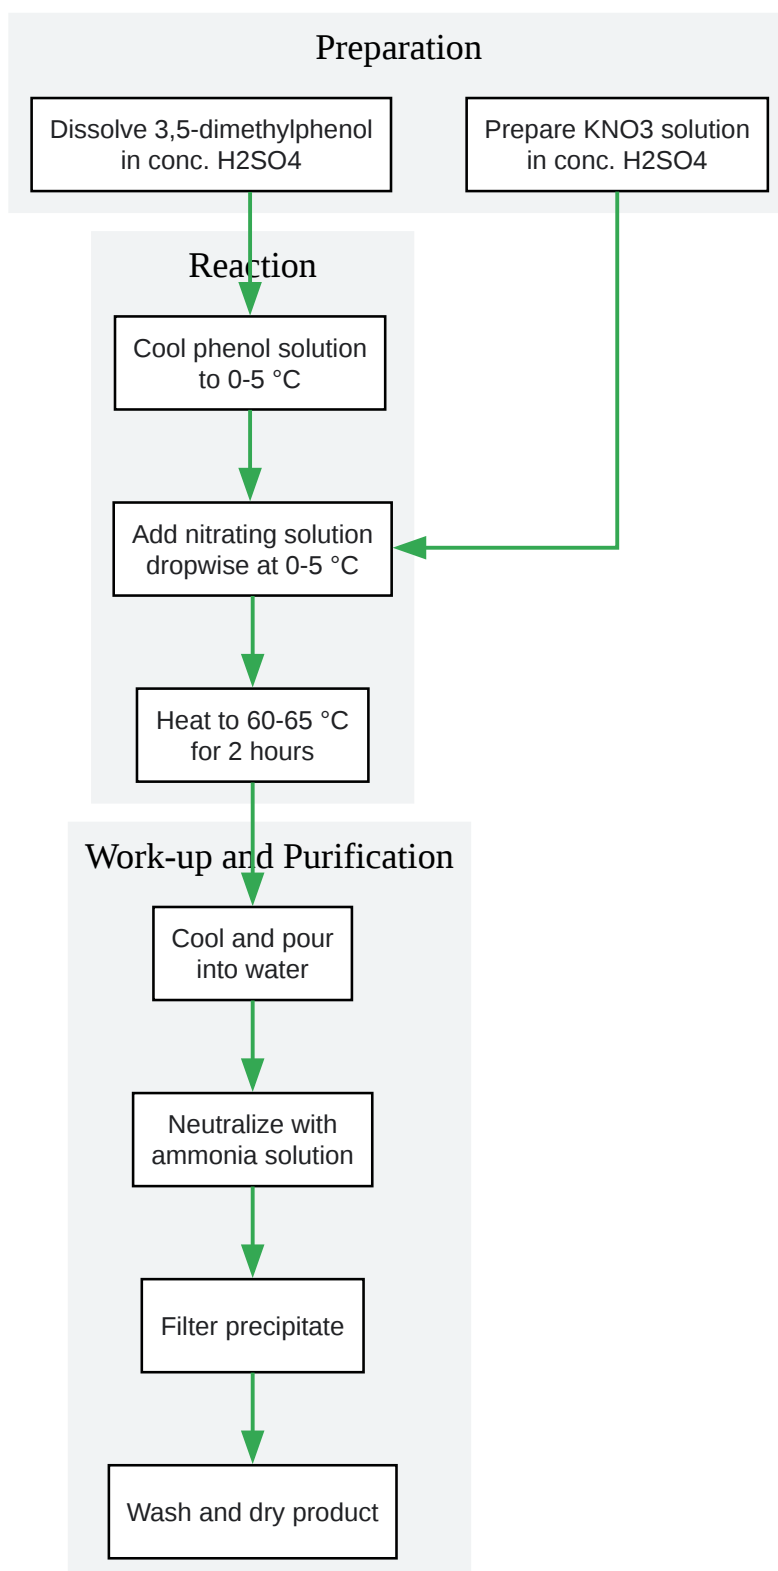 Preparation
Dissolve 3,5-dimethylphenol
in conc. H2SO4
Prepare KNO3 solution
in conc. H2SO4
Reaction
Cool phenol solution
to 0-5 °C
Add nitrating solution
dropwise at 0-5 °C
Heat to 60-65 °C
for 2 hours
Work-up and Purification
Cool and pour
into water
Neutralize with
ammonia solution
Filter precipitate
Wash and dry product